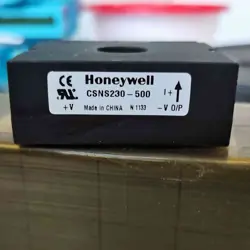 CE Honeywell
CSNS230-500 I+
+V Made in CHINA N 1133 -V O/P